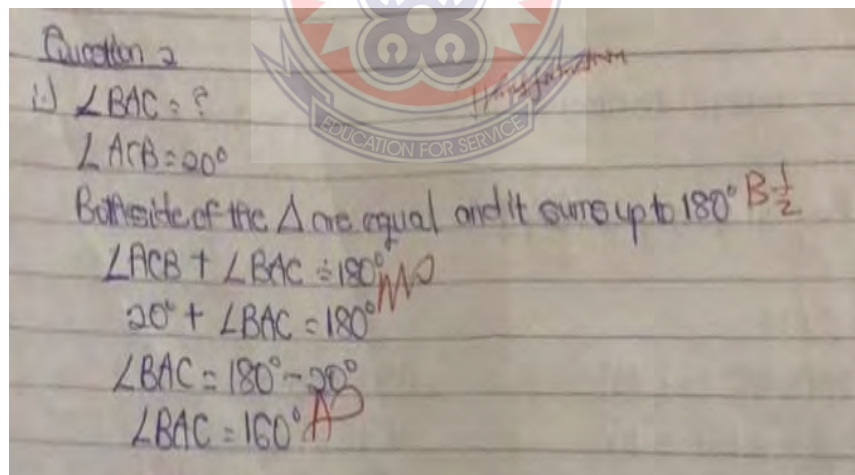 EDUCATION FOR SERVICE
Question 2
i.) ∠BAC = ?
∠ACB = 20°
Both side of the Δ are equal and it sums up to 180° B½
∠ACB + ∠BAC = 180° M0
20° + ∠BAC = 180°
∠BAC = 180° - 20°
∠BAC = 160° A0